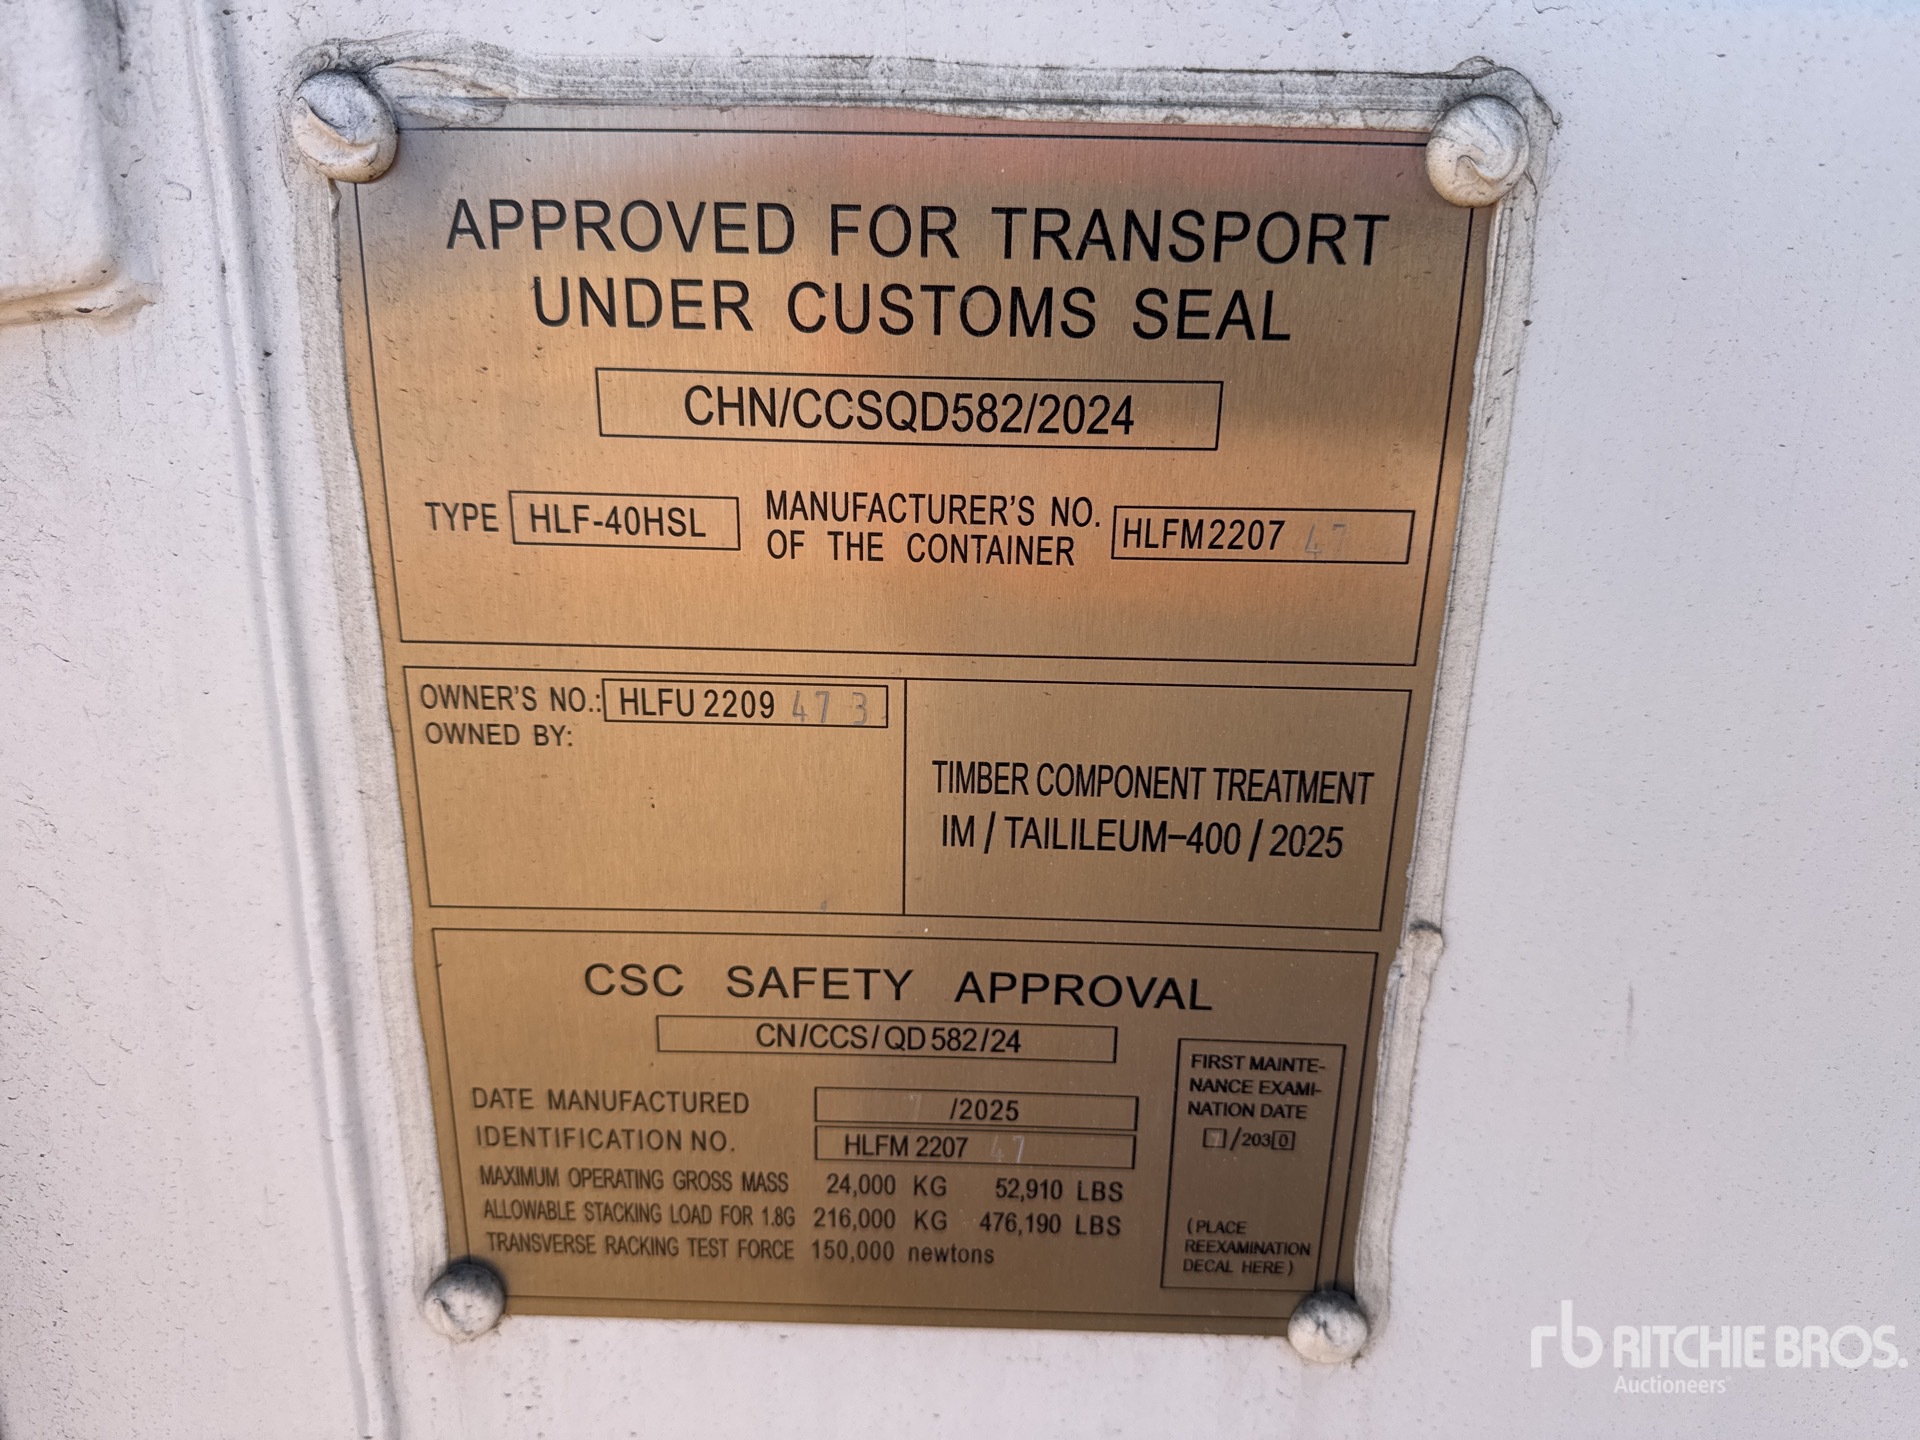 APPROVED FOR TRANSPORT
UNDER CUSTOMS SEAL
CHN/CCSQD582/2024
TYPE HLF-40HSL MANUFACTURER'S NO. OF THE CONTAINER HLFM2207 47
OWNER'S NO.: HLFU 2209 47 3
OWNED BY:
TIMBER COMPONENT TREATMENT
IM / TAILILEUM-400 / 2025
CSC SAFETY APPROVAL
CN/CCS/QD582/24
DATE MANUFACTURED 7 /2025
IDENTIFICATION NO. HLFM 2207 47
MAXIMUM OPERATING GROSS MASS 24,000 KG 52,910 LBS
ALLOWABLE STACKING LOAD FOR 1.8G 216,000 KG 476,190 LBS
TRANSVERSE RACKING TEST FORCE 150,000 newtons
FIRST MAINTE-
NANCE EXAMI-
NATION DATE
7/2030
(PLACE
REEXAMINATION
DECAL HERE)
rb RITCHIE BROS.
Auctioneers